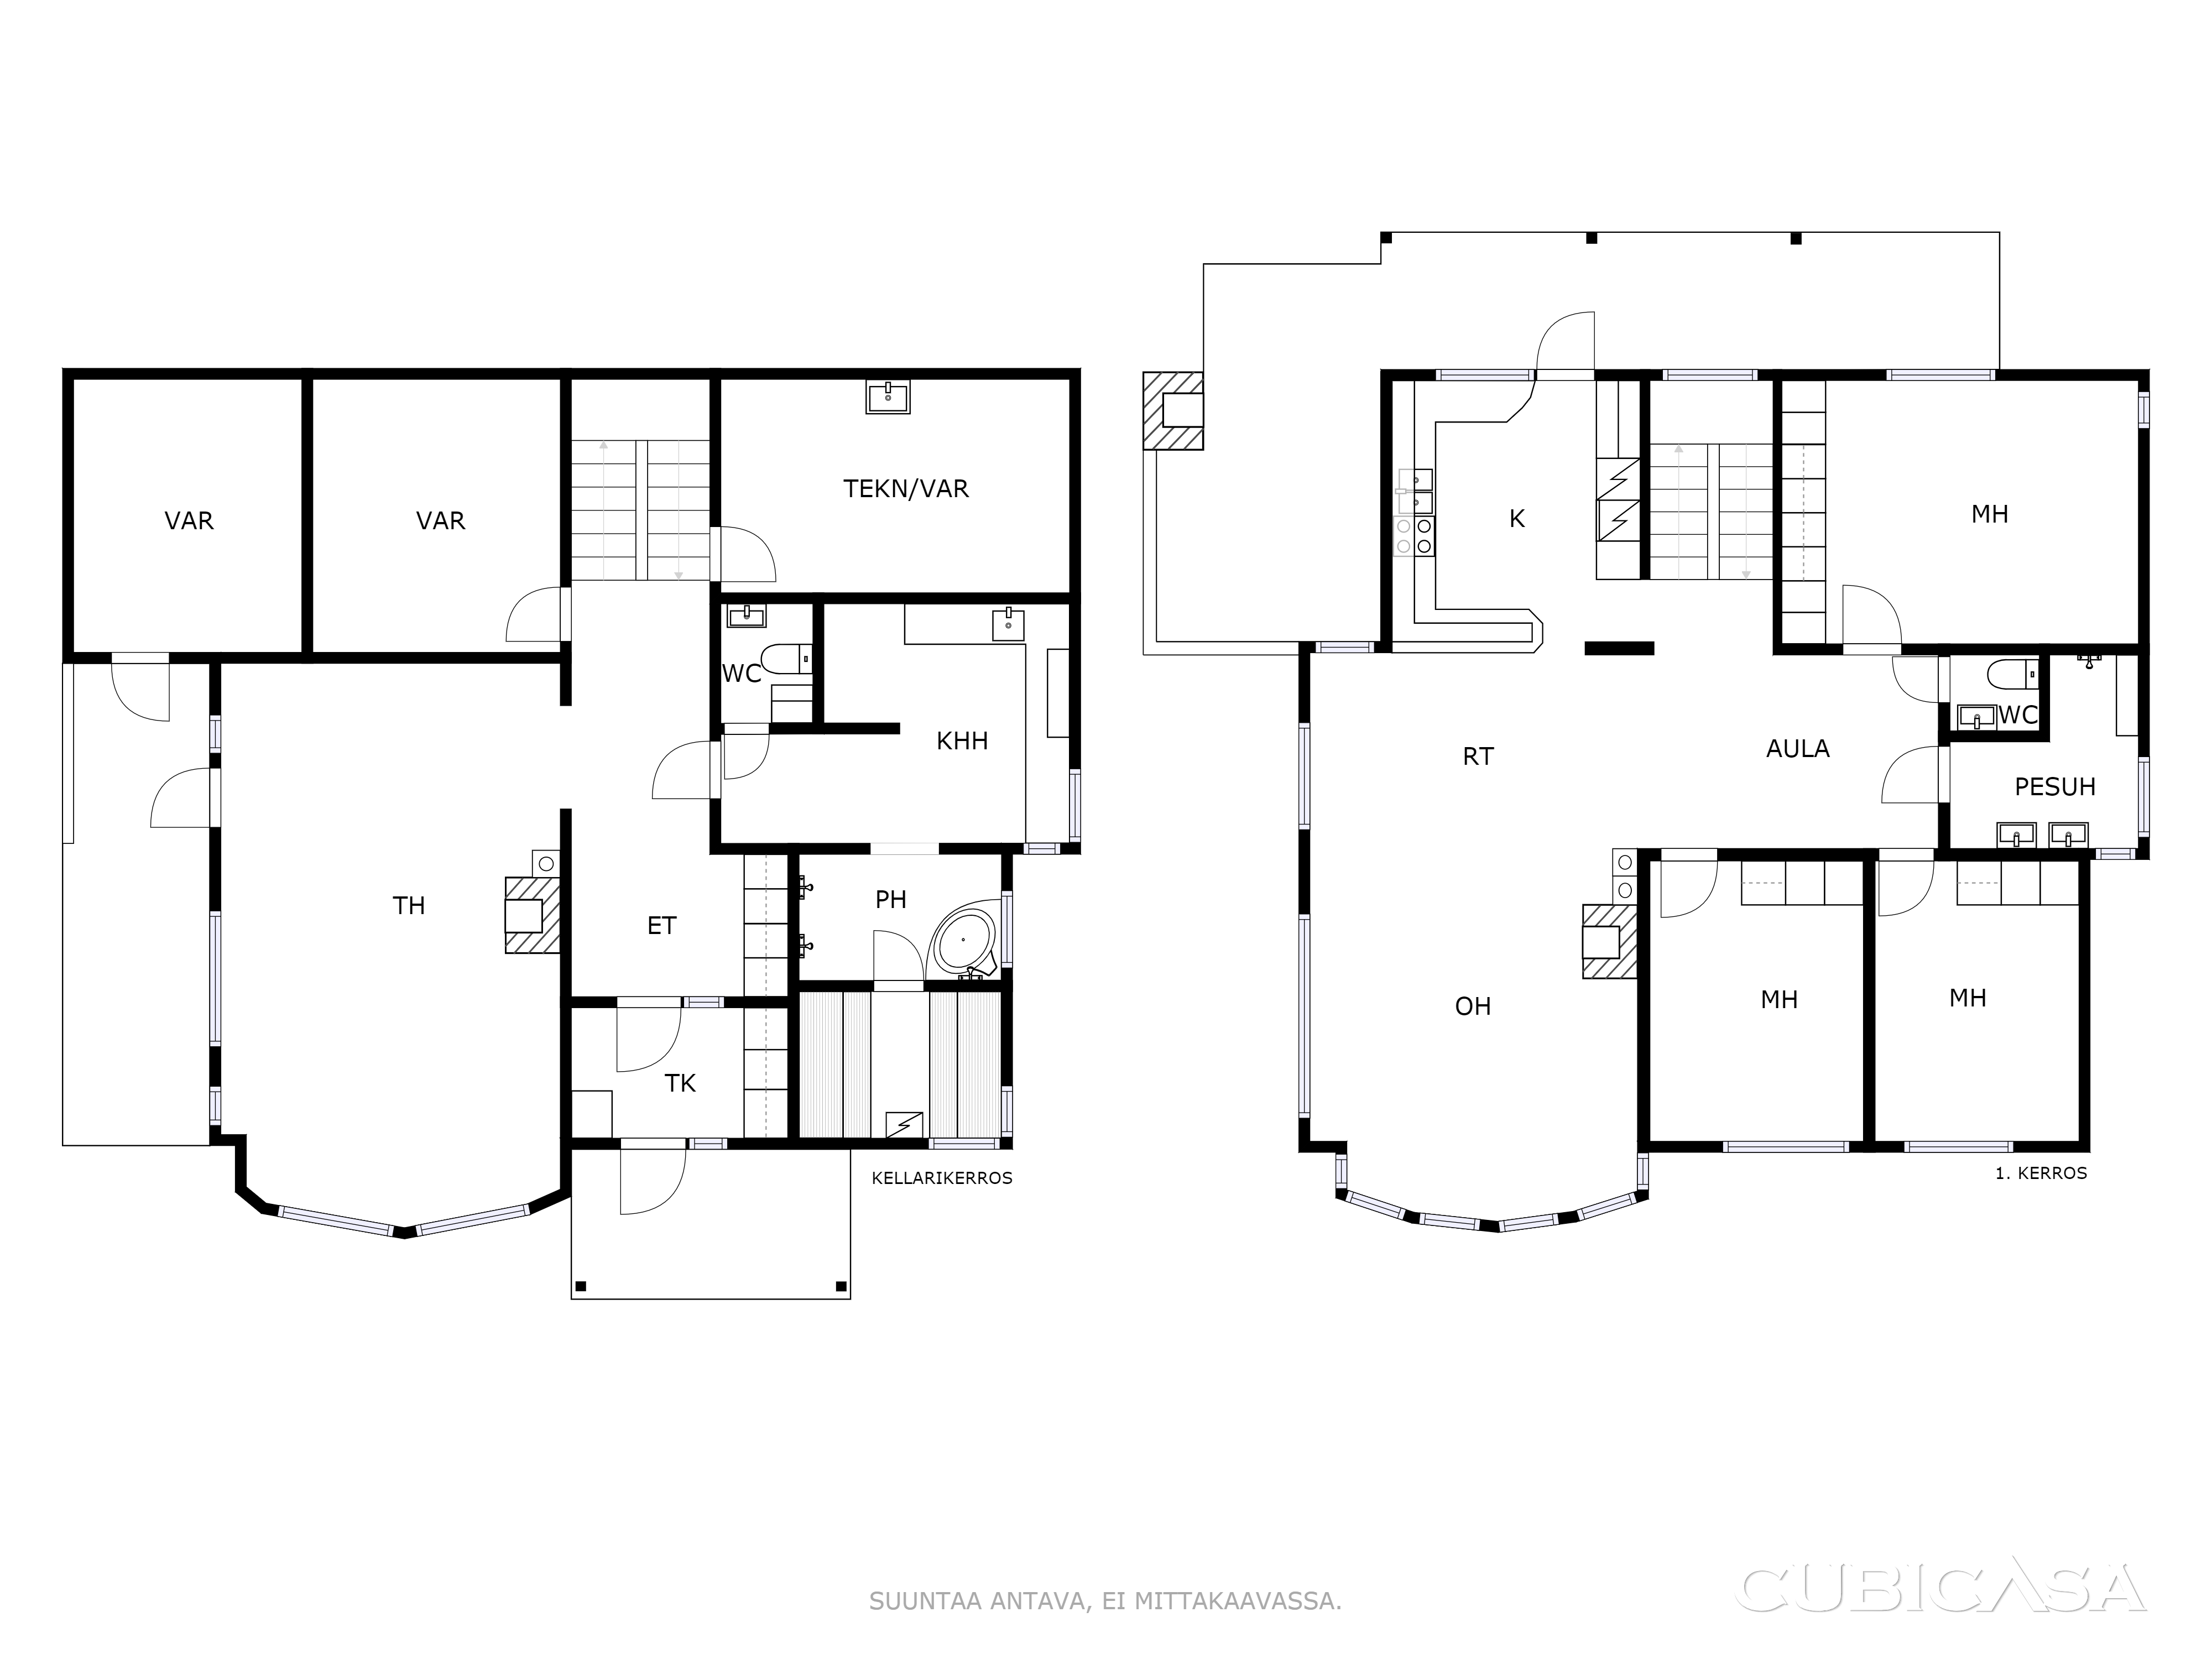 VAR
VAR
TEKN/VAR
WC
KHH
TH
PH
ET
TK
KELLARIKERROS
K
MH
WC
RT
AULA
PESUH
OH
MH
MH
1. KERROS
SUUNTAA ANTAVA, EI MITTAKAAVASSA.
CUBICASA